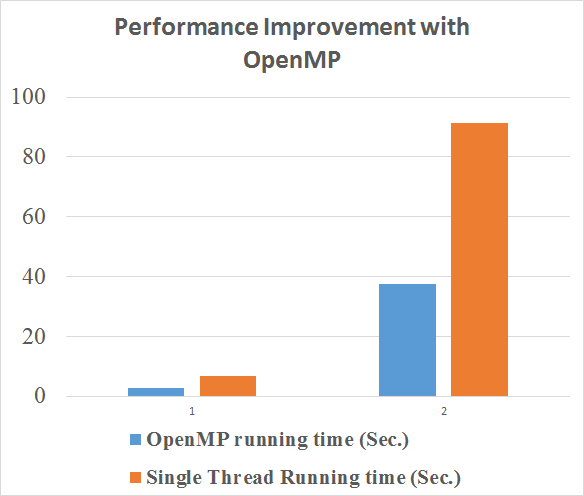 Performance Improvement with
OpenMP
100
80
60
40
20
0
1 2
OpenMP running time (Sec.)
Single Thread Running time (Sec.)